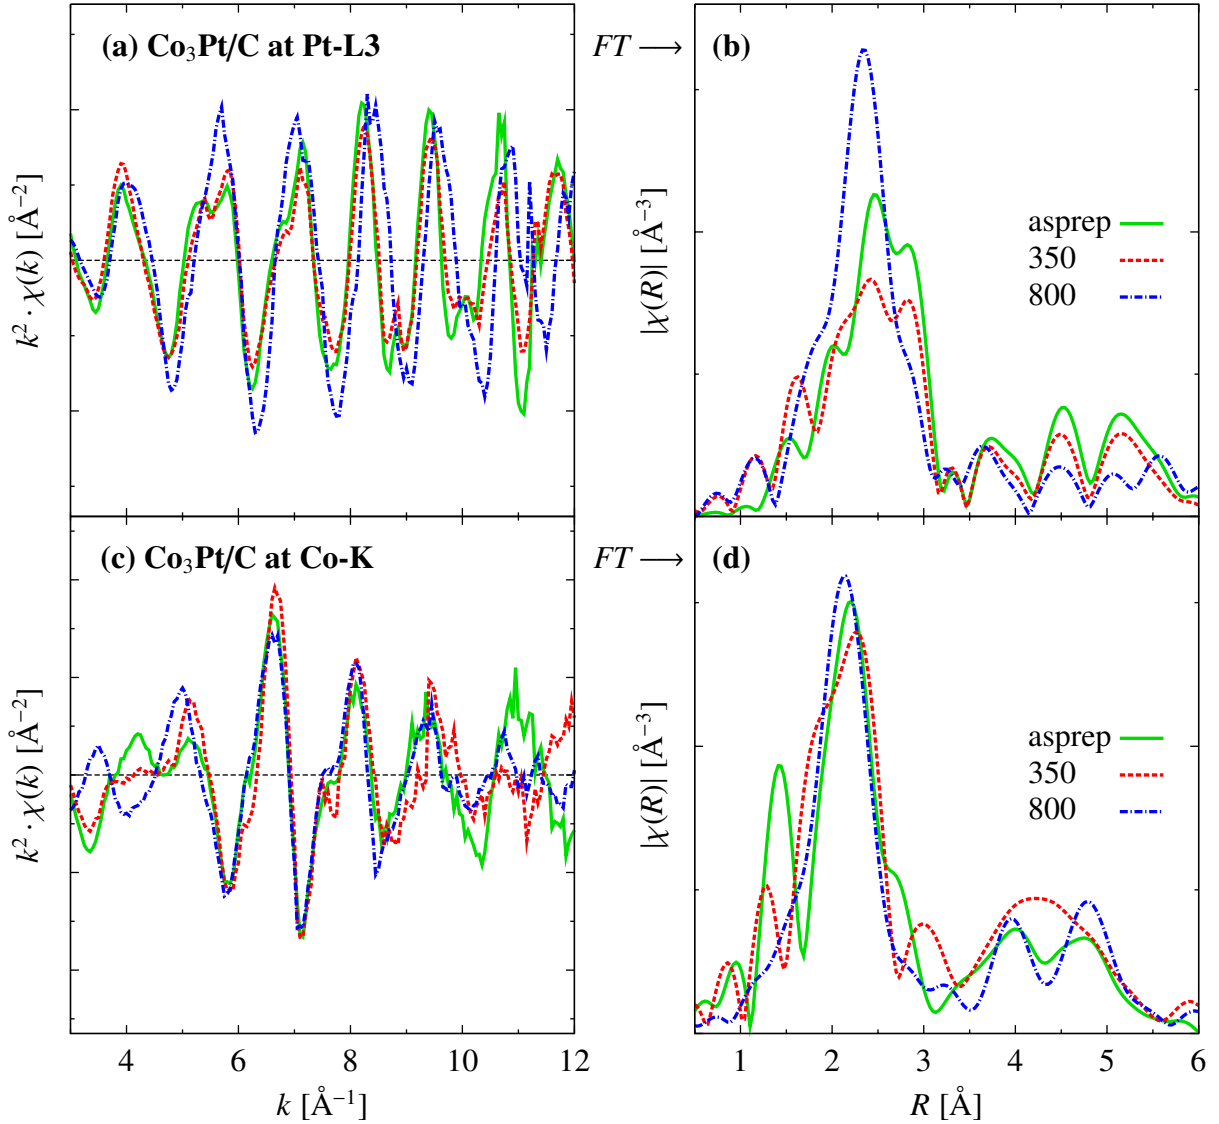 (a) Co₃Pt/C at Pt-L3
FT ⟶
(b)
k² · χ(k) [Å⁻²]
|χ(R)| [Å⁻³]
asprep
350
800
(c) Co₃Pt/C at Co-K
FT ⟶
(d)
k² · χ(k) [Å⁻²]
|χ(R)| [Å⁻³]
asprep
350
800
4 6 8 10 12
1 2 3 4 5 6
k [Å⁻¹]
R [Å]